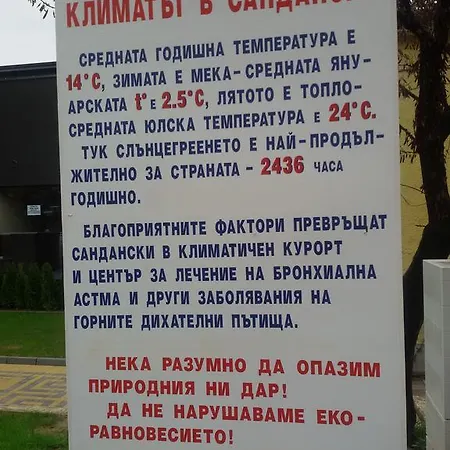 КЛИМАТЪТ В САНДАНСКИ
СРЕДНАТА ГОДИШНА ТЕМПЕРАТУРА Е
14°С, ЗИМАТА Е МЕКА-СРЕДНАТА ЯНУ-
АРСКАТА t° Е 2.5°С, ЛЯТОТО Е ТОПЛО-
СРЕДНАТА ЮЛСКА ТЕМПЕРАТУРА Е 24°С.
ТУК СЛЪНЦЕГРЕЕНЕТО Е НАЙ-ПРОДЪЛ-
ЖИТЕЛНО ЗА СТРАНАТА - 2436 ЧАСА
ГОДИШНО.
БЛАГОПРИЯТНИТЕ ФАКТОРИ ПРЕВРЪЩАТ
САНДАНСКИ В КЛИМАТИЧЕН КУРОРТ
И ЦЕНТЪР ЗА ЛЕЧЕНИЕ НА БРОНХИАЛНА
АСТМА И ДРУГИ ЗАБОЛЯВАНИЯ НА
ГОРНИТЕ ДИХАТЕЛНИ ПЪТИЩА.
НЕКА РАЗУМНО ДА ОПАЗИМ
ПРИРОДНИЯ НИ ДАР!
ДА НЕ НАРУШАВАМЕ ЕКО-
РАВНОВЕСИЕТО!